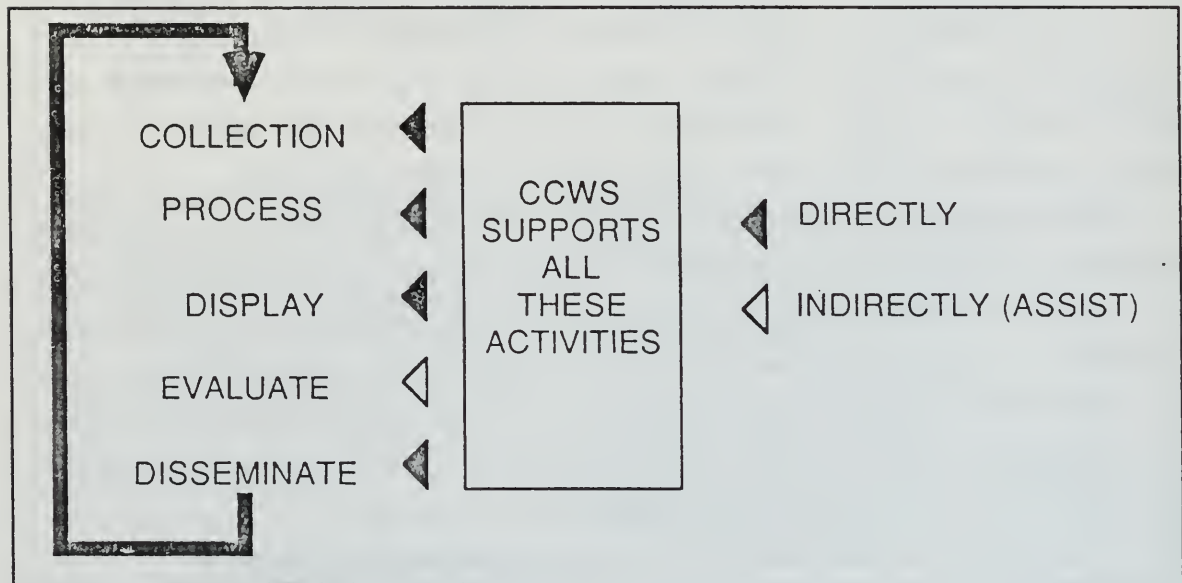 COLLECTION
PROCESS
DISPLAY
EVALUATE
DISSEMINATE
CCWS
SUPPORTS
ALL
THESE
ACTIVITIES
DIRECTLY
INDIRECTLY (ASSIST)